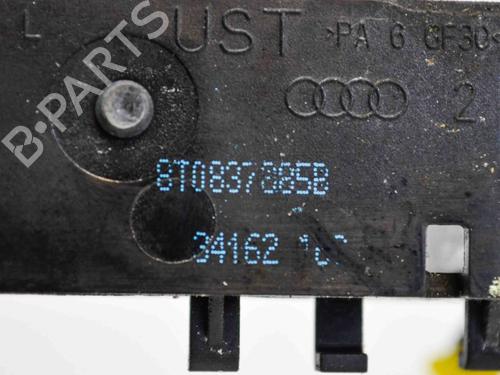 L UST >PA 6 GF30<
B-PARTS
2
8T0837885B
34162